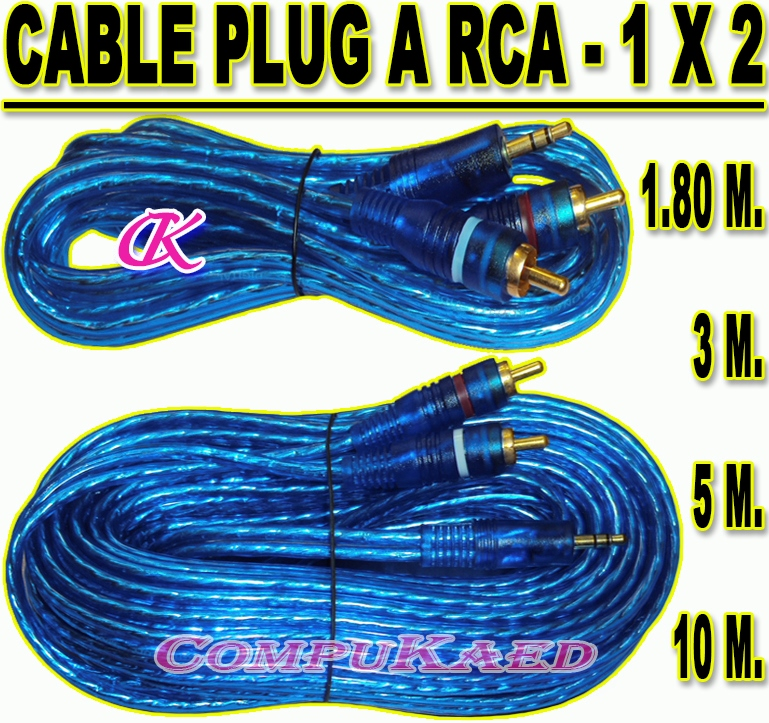 CABLE PLUG A RCA - 1 X 2
1.80 M.
CK
3 M.
5 M.
10 M.
COMPUKAED